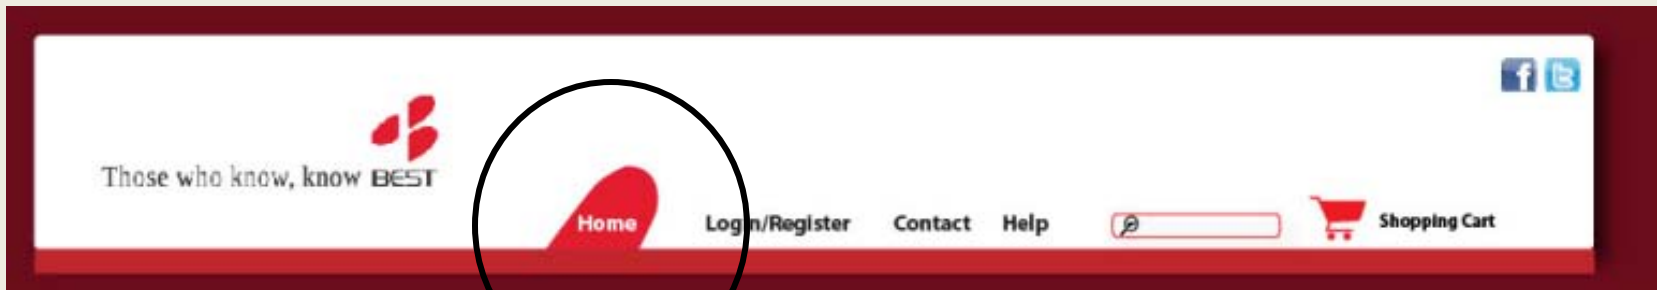 Those who know, know BEST
Home Login/Register Contact Help Shopping Cart